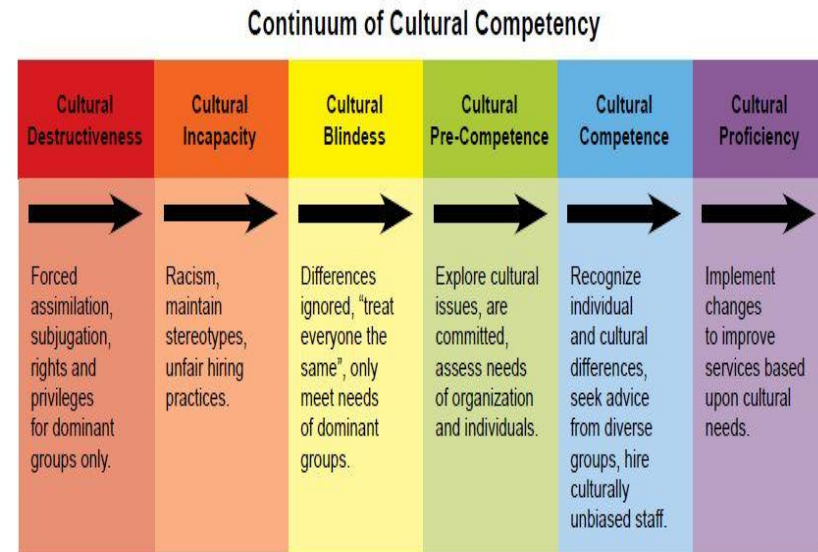 Continuum of Cultural Competency
Cultural
Destructiveness
Cultural
Incapacity
Cultural
Blindess
Cultural
Pre-Competence
Cultural
Competence
Cultural
Proficiency
Forced
assimilation,
subjugation,
rights and
privileges
for dominant
groups only.
Racism,
maintain
stereotypes,
unfair hiring
practices.
Differences
ignored, “treat
everyone the
same”, only
meet needs
of dominant
groups.
Explore cultural
issues, are
committed,
assess needs
of organization
and individuals.
Recognize
individual
and cultural
differences,
seek advice
from diverse
groups, hire
culturally
unbiased staff.
Implement
changes
to improve
services based
upon cultural
needs.